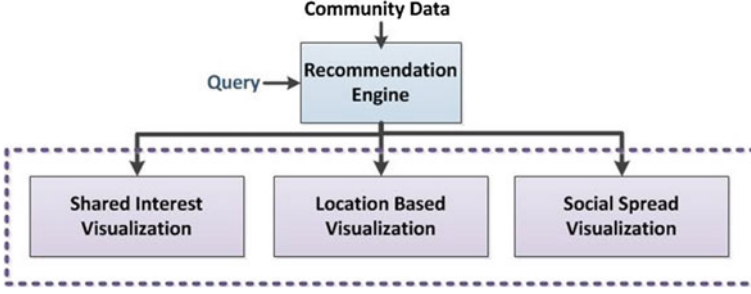 Community Data
Recommendation
Engine
Query
Shared Interest
Visualization
Location Based
Visualization
Social Spread
Visualization